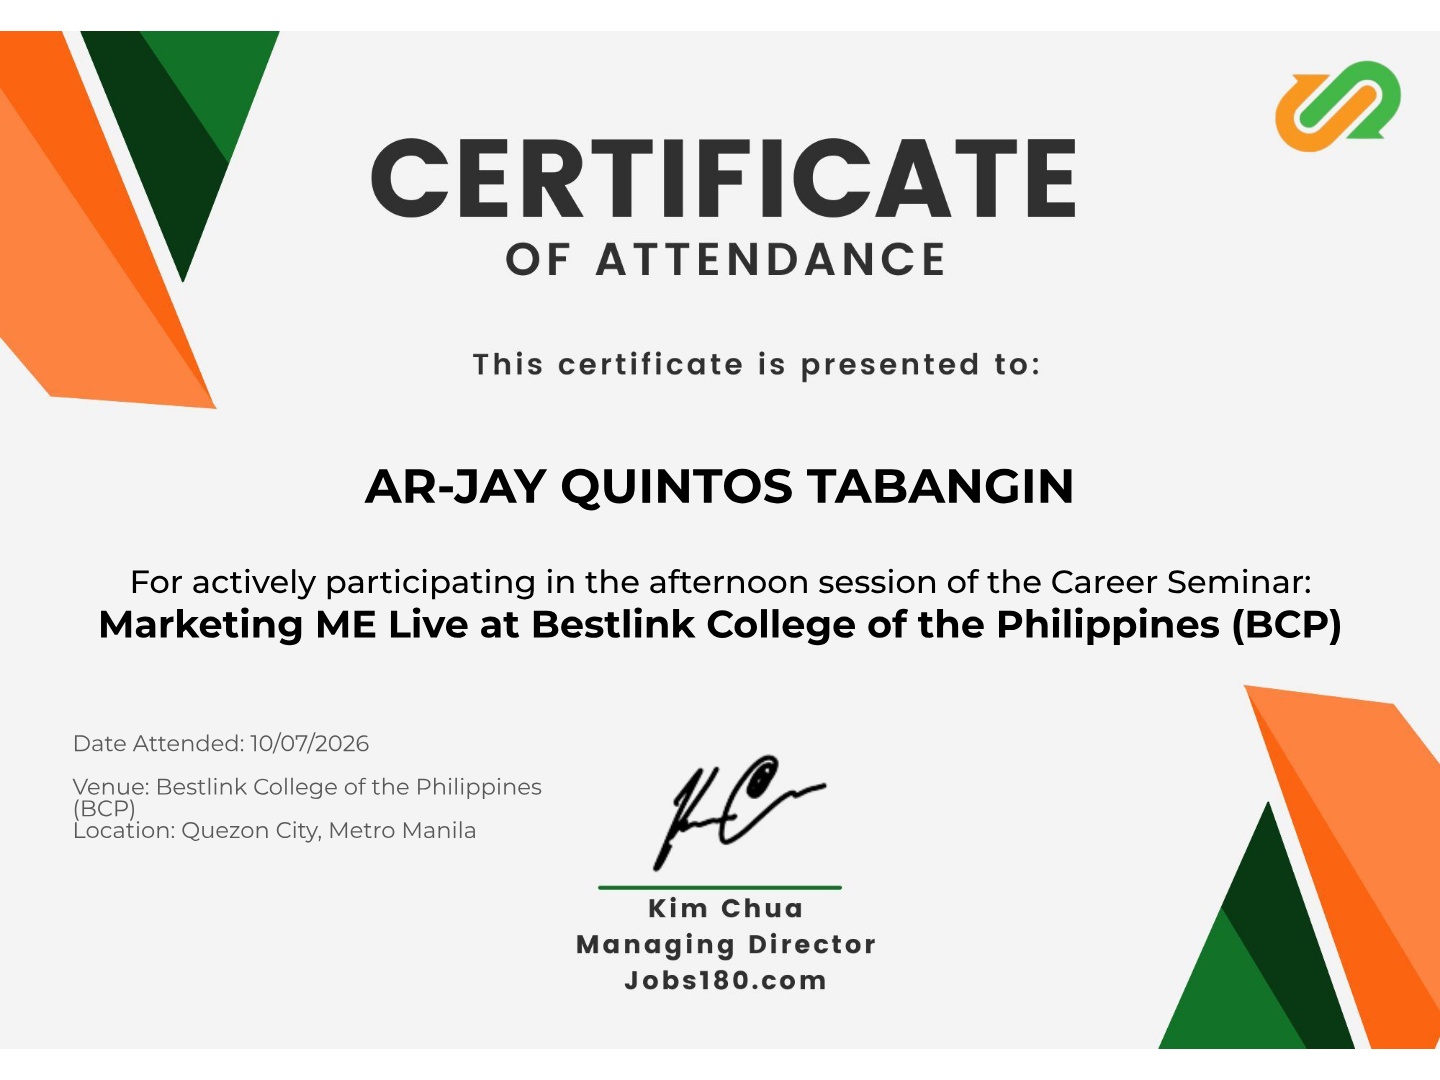 CERTIFICATE
OF ATTENDANCE
This certificate is presented to:
AR-JAY QUINTOS TABANGIN
For actively participating in the afternoon session of the Career Seminar:
Marketing ME Live at Bestlink College of the Philippines (BCP)
Date Attended: 10/07/2026
Venue: Bestlink College of the Philippines
(BCP)
Location: Quezon City, Metro Manila
Kim Chua
Managing Director
Jobs180.com